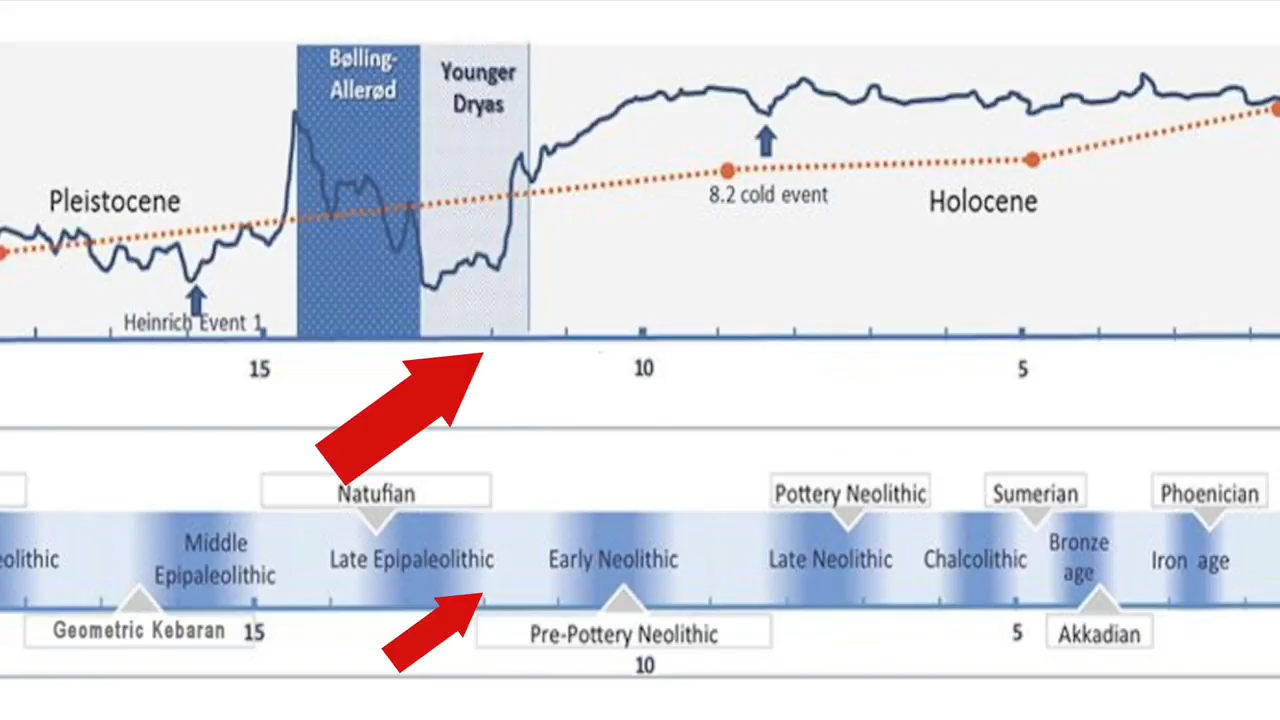 Bølling-
Allerød
Younger
Dryas
Pleistocene
8.2 cold event
Holocene
Heinrich Event 1
15
10
5
Natufian
Pottery Neolithic
Sumerian
Phoenician
eolithic
Middle
Epipaleolithic
Late Epipaleolithic
Early Neolithic
Late Neolithic
Chalcolithic
Bronze
age
Iron age
Geometric Kebaran
15
Pre-Pottery Neolithic
5
Akkadian
10